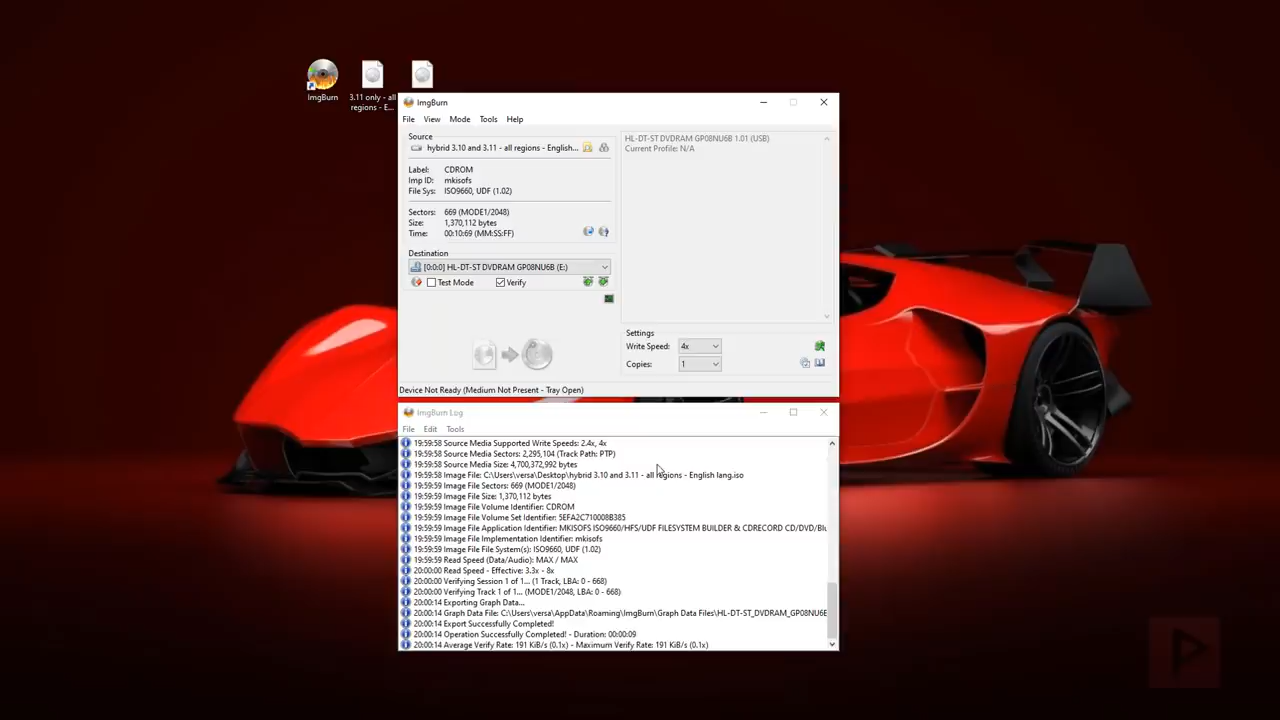 ImgBurn
3.11 only - all
regions - E...
ImgBurn
File View Mode Tools Help
Source
hybrid 3.10 and 3.11 - all regions - English...
Label: CDROM
Imp ID: mkisofs
File Sys: ISO9660, UDF (1.02)
Sectors: 669 (MODE1/2048)
Size: 1,370,112 bytes
Time: 00:10:69 (MM:SS:FF)
Destination
[0:0:0] HL-DT-ST DVDRAM GP08NU6B (E:)
Test Mode Verify
HL-DT-ST DVDRAM GP08NU6B 1.01 (USB)
Current Profile: N/A
Settings
Write Speed: 4x
Copies: 1
Device Not Ready (Medium Not Present - Tray Open)
ImgBurn Log
File Edit Tools
19:59:58 Source Media Supported Write Speeds: 2.4x, 4x
19:59:58 Source Media Sectors: 2,295,104 (Track Path: PTP)
19:59:58 Source Media Size: 4,700,372,992 bytes
19:59:58 Image File: C:\Users\versa\Desktop\hybrid 3.10 and 3.11 - all regions - English lang.iso
19:59:59 Image File Sectors: 669 (MODE1/2048)
19:59:59 Image File Size: 1,370,112 bytes
19:59:59 Image File Volume Identifier: CDROM
19:59:59 Image File Volume Set Identifier: 5EFA2C710008B385
19:59:59 Image File Application Identifier: MKISOFS ISO9660/HFS/UDF FILESYSTEM BUILDER & CDRECORD CD/DVD/Blu
19:59:59 Image File Implementation Identifier: mkisofs
19:59:59 Image File File System(s): ISO9660, UDF (1.02)
19:59:59 Read Speed (Data/Audio): MAX / MAX
20:00:00 Read Speed - Effective: 3.3x - 8x
20:00:00 Verifying Session 1 of 1... (1 Track, LBA: 0 - 668)
20:00:00 Verifying Track 1 of 1... (MODE1/2048, LBA: 0 - 668)
20:00:14 Exporting Graph Data...
20:00:14 Graph Data File: C:\Users\versa\AppData\Roaming\ImgBurn\Graph Data Files\HL-DT-ST_DVDRAM_GP08NU6B
20:00:14 Export Successfully Completed!
20:00:14 Operation Successfully Completed! - Duration: 00:00:09
20:00:14 Average Verify Rate: 191 KiB/s (0.1x) - Maximum Verify Rate: 191 KiB/s (0.1x)